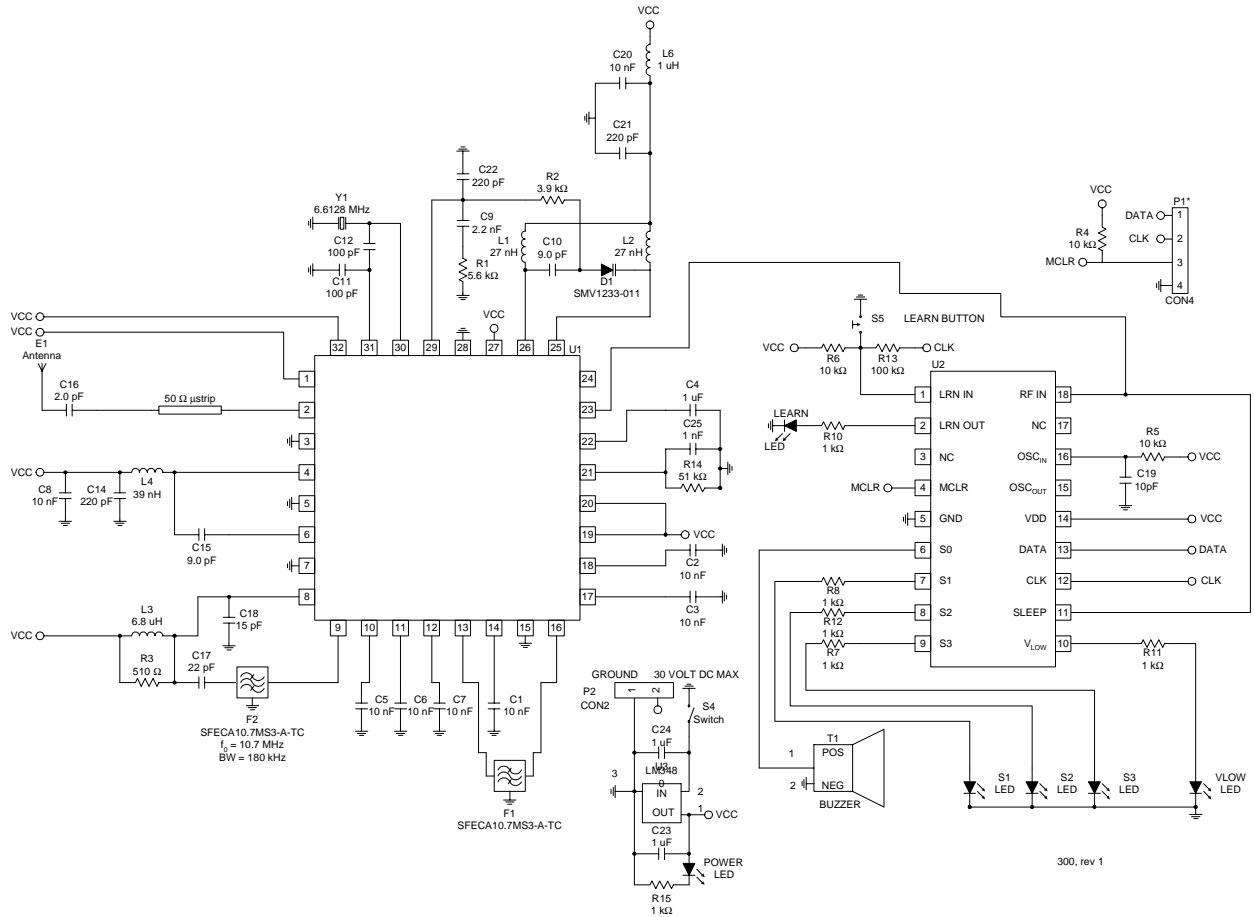 VCC
L6
1 uH
C20
10 nF
C21
220 pF
C22
220 pF
R2
3.9 kΩ
C9
2.2 nF
R1
5.6 kΩ
L1
27 nH
C10
9.0 pF
L2
27 nH
D1
SMV1233-011
Y1
6.6128 MHz
C12
100 pF
C11
100 pF
VCC
VCC
E1
Antenna
C16
2.0 pF
50 Ω µstrip
VCC
C8
10 nF
C14
220 pF
L4
39 nH
C15
9.0 pF
VCC
L3
6.8 uH
R3
510 Ω
C18
15 pF
C17
22 pF
F2
SFECA10.7MS3-A-TC
f0 = 10.7 MHz
BW = 180 kHz
VCC
U1
32
31
30
29
28
27
26
25
1
2
3
4
5
6
7
8
24
23
22
21
20
19
18
17
9
10
11
12
13
14
15
16
C4
1 uF
C25
1 nF
R14
51 kΩ
VCC
C2
10 nF
C3
10 nF
C5
10 nF
C6
10 nF
C7
10 nF
C1
10 nF
F1
SFECA10.7MS3-A-TC
GROUND
30 VOLT DC MAX
P2
CON2
1
2
S4
Switch
C24
1 uF
U3
LM348
0
3
IN
2
OUT
1
VCC
C23
1 uF
POWER
LED
R15
1 kΩ
VCC
R4
10 kΩ
MCLR
P1*
DATA
1
CLK
2
3
4
CON4
S5
LEARN BUTTON
VCC
R6
10 kΩ
R13
100 kΩ
CLK
U2
LEARN
LED
R10
1 kΩ
MCLR
1
LRN IN
2
LRN OUT
3
NC
4
MCLR
5
GND
6
S0
7
S1
8
S2
9
S3
RF IN
18
NC
17
OSCIN
16
OSCOUT
15
VDD
14
DATA
13
CLK
12
SLEEP
11
VLOW
10
R5
10 kΩ
VCC
C19
10pF
VCC
DATA
CLK
R8
1 kΩ
R12
1 kΩ
R7
1 kΩ
R11
1 kΩ
T1
1
POS
2
NEG
BUZZER
S1
LED
S2
LED
S3
LED
VLOW
LED
300, rev 1